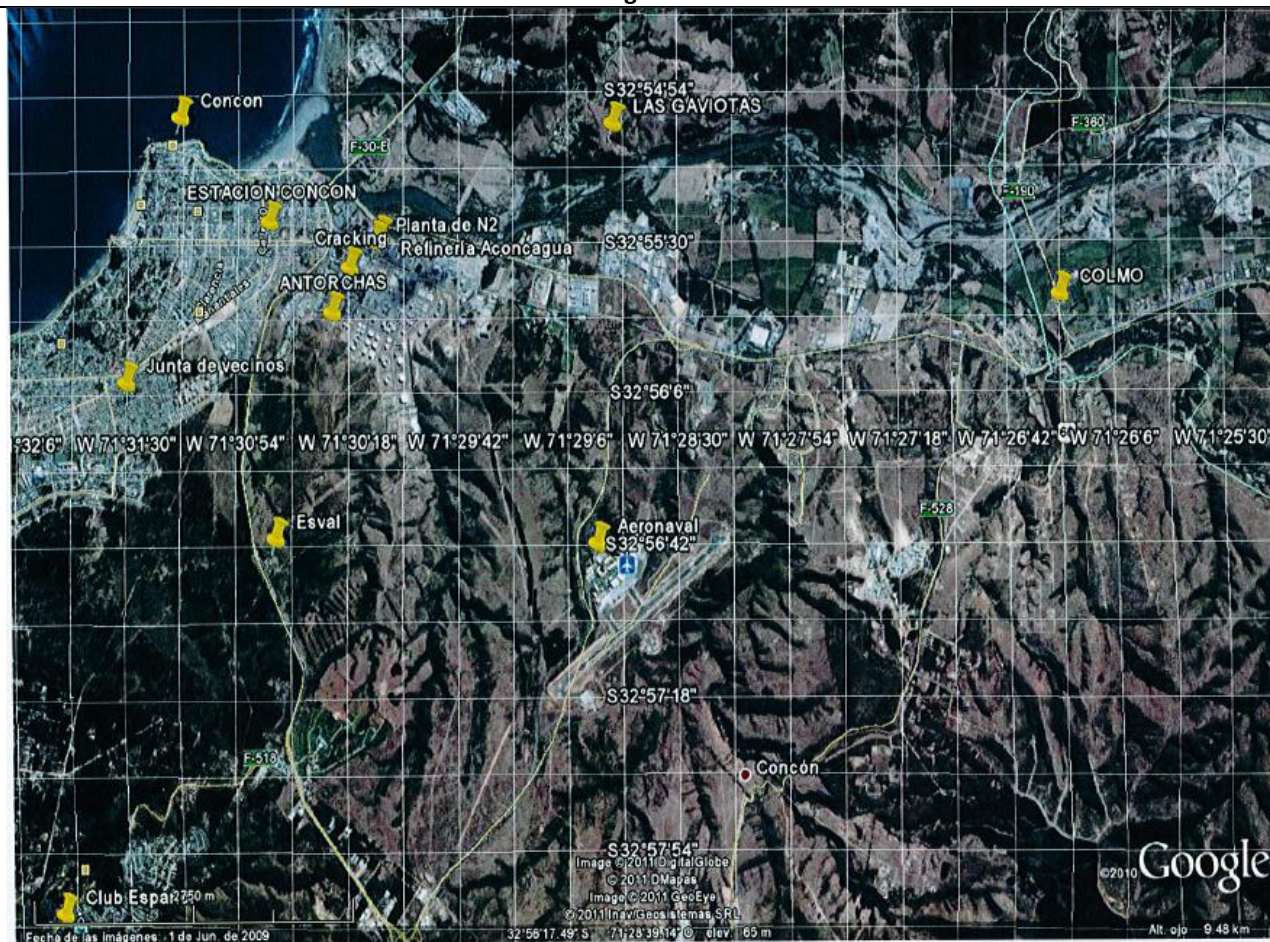 Concon
S32°54'54"
LAS GAVIOTAS
F-360
F-30-E
F-190
ESTACION CONCON
Planta de N2
Cracking
Refinería Aconcagua
S32°55'30"
COLMO
ANTORCHAS
Junta de vecinos
S32°56'6"
°32'6" W 71°31'30" W 71°30'54" W 71°30'18" W 71°29'42" W 71°29'6" W 71°28'30" W 71°27'54" W 71°27'18" W 71°26'42" W 71°26'6" W 71°25'30"
F-528
Esval
Aeronaval
S32°56'42"
S32°57'18"
F-518
Concón
S32°57'54"
Image © 2011 DigitalGlobe
© 2011 DMapas
Image © 2011 GeoEye
© 2011 Inav/Geosistemas SRL
©2010 Google
Club Espar
2750 m
Fecha de las imágenes: 1 de Jun. de 2009
32°56'17.49" S 71°28'39.14" O elev. 65 m
Alt. ojo 9.48 km